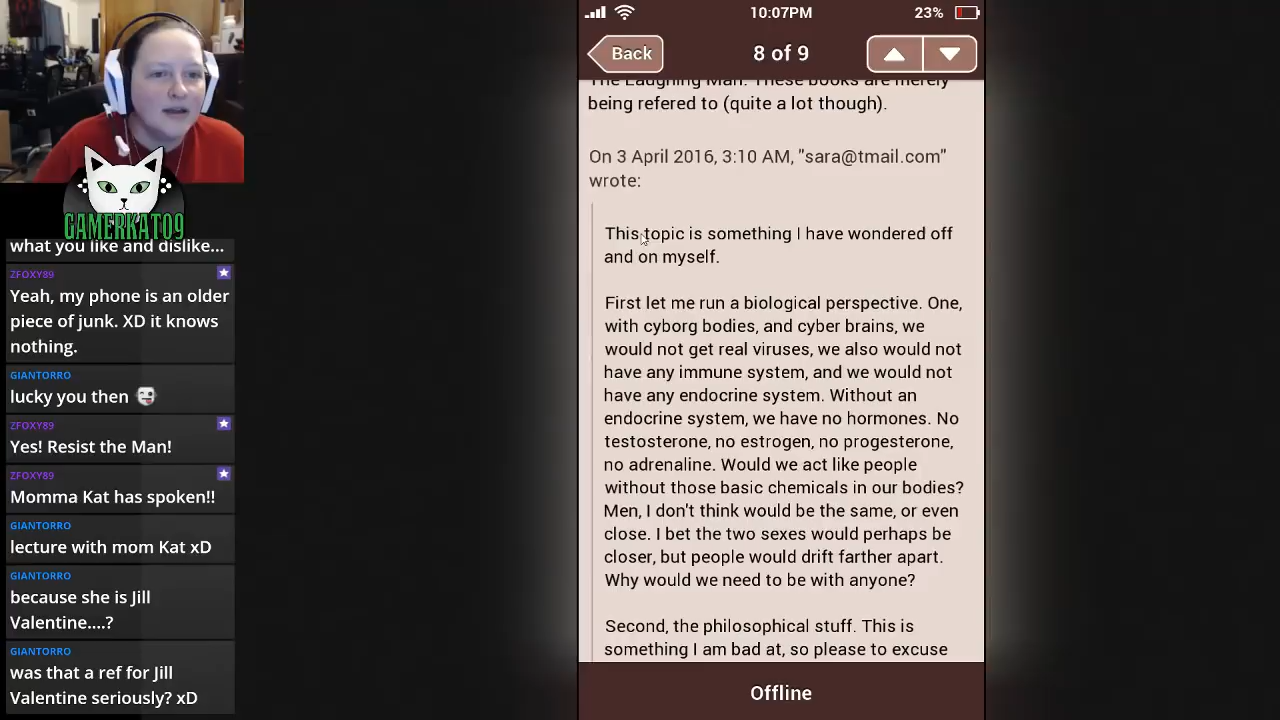 GAMERKAT09
what you like and dislike...
ZFOXY89
Yeah, my phone is an older
piece of junk. XD it knows
nothing.
GIANTORRO
lucky you then
ZFOXY89
Yes! Resist the Man!
ZFOXY89
Momma Kat has spoken!!
GIANTORRO
lecture with mom Kat xD
GIANTORRO
because she is Jill
Valentine....?
GIANTORRO
was that a ref for Jill
Valentine seriously? xD
10:07PM
23%
Back
8 of 9
The Laughing Man. These books are merely
being refered to (quite a lot though).
On 3 April 2016, 3:10 AM, "sara@tmail.com"
wrote:
This topic is something I have wondered off
and on myself.
First let me run a biological perspective. One,
with cyborg bodies, and cyber brains, we
would not get real viruses, we also would not
have any immune system, and we would not
have any endocrine system. Without an
endocrine system, we have no hormones. No
testosterone, no estrogen, no progesterone,
no adrenaline. Would we act like people
without those basic chemicals in our bodies?
Men, I don't think would be the same, or even
close. I bet the two sexes would perhaps be
closer, but people would drift farther apart.
Why would we need to be with anyone?
Second, the philosophical stuff. This is
something I am bad at, so please to excuse
Offline